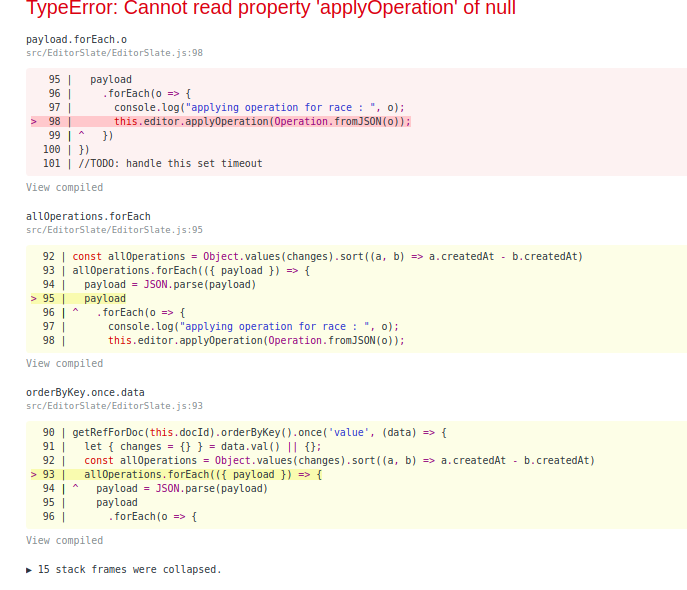 TypeError: Cannot read property 'applyOperation' of null
payload.forEach.o
src/EditorSlate/EditorSlate.js:98
95 |   payload
96 |     .forEach(o => {
97 |       console.log("applying operation for race : ", o);
> 98 |       this.editor.applyOperation(Operation.fromJSON(o));
99 | ^   })
100 | })
101 | //TODO: handle this set timeout
View compiled
allOperations.forEach
src/EditorSlate/EditorSlate.js:95
92 | const allOperations = Object.values(changes).sort((a, b) => a.createdAt - b.createdAt)
93 | allOperations.forEach(({ payload }) => {
94 |   payload = JSON.parse(payload)
> 95 |   payload
96 | ^   .forEach(o => {
97 |       console.log("applying operation for race : ", o);
98 |       this.editor.applyOperation(Operation.fromJSON(o));
View compiled
orderByKey.once.data
src/EditorSlate/EditorSlate.js:93
90 | getRefForDoc(this.docId).orderByKey().once('value', (data) => {
91 |   let { changes = {} } = data.val() || {};
92 |   const allOperations = Object.values(changes).sort((a, b) => a.createdAt - b.createdAt)
> 93 |   allOperations.forEach(({ payload }) => {
94 | ^   payload = JSON.parse(payload)
95 |     payload
96 |       .forEach(o => {
View compiled
▶ 15 stack frames were collapsed.